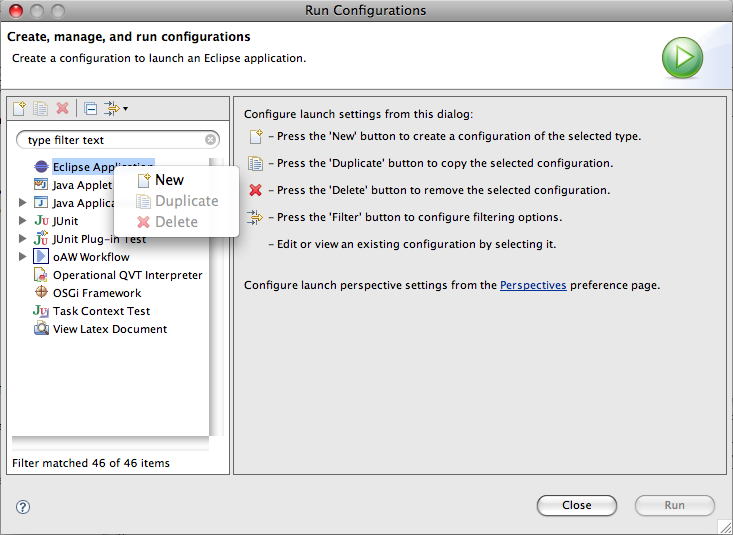 Run Configurations
Create, manage, and run configurations
Create a configuration to launch an Eclipse application.
type filter text
Eclipse Application
Java Applet
Java Applica
JUnit
JUnit Plug-in Test
oAW Workflow
Operational QVT Interpreter
OSGi Framework
Task Context Test
View Latex Document
New
Duplicate
Delete
Filter matched 46 of 46 items
Configure launch settings from this dialog:
- Press the 'New' button to create a configuration of the selected type.
- Press the 'Duplicate' button to copy the selected configuration.
- Press the 'Delete' button to remove the selected configuration.
- Press the 'Filter' button to configure filtering options.
- Edit or view an existing configuration by selecting it.
Configure launch perspective settings from the Perspectives preference page.
?
Close
Run